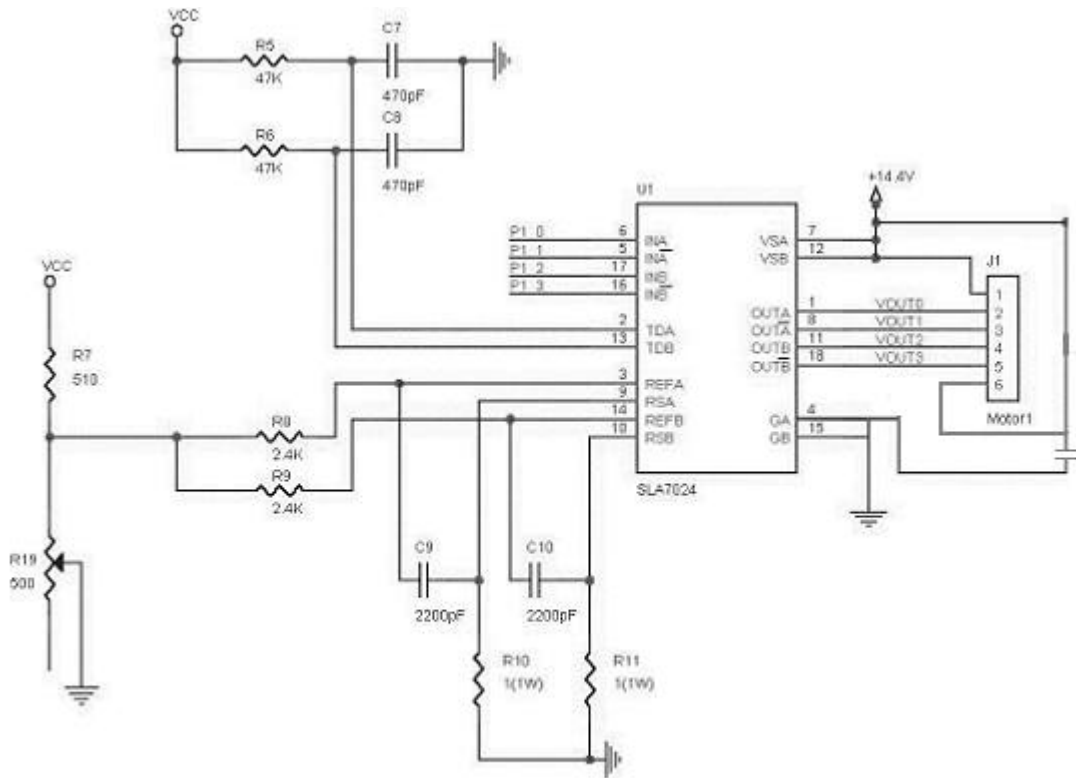 VCC
R5
47K
C7
470pF
R6
47K
C8
470pF
+14.4V
U1
P1_0
P1_1
P1_2
P1_3
6
5
17
16
2
13
3
9
14
10
INA
INA
INB
INB
TDA
TDB
REFA
RSA
REFB
RSB
VSA
VSB
OUTA
OUTA
OUTB
OUTB
GA
GB
7
12
1
8
11
18
4
15
VOUT0
VOUT1
VOUT2
VOUT3
J1
1
2
3
4
5
6
Motor1
SLA7024
VCC
R7
510
R8
2.4K
R9
2.4K
R19
500
C9
2200pF
C10
2200pF
R10
1(1W)
R11
1(1W)